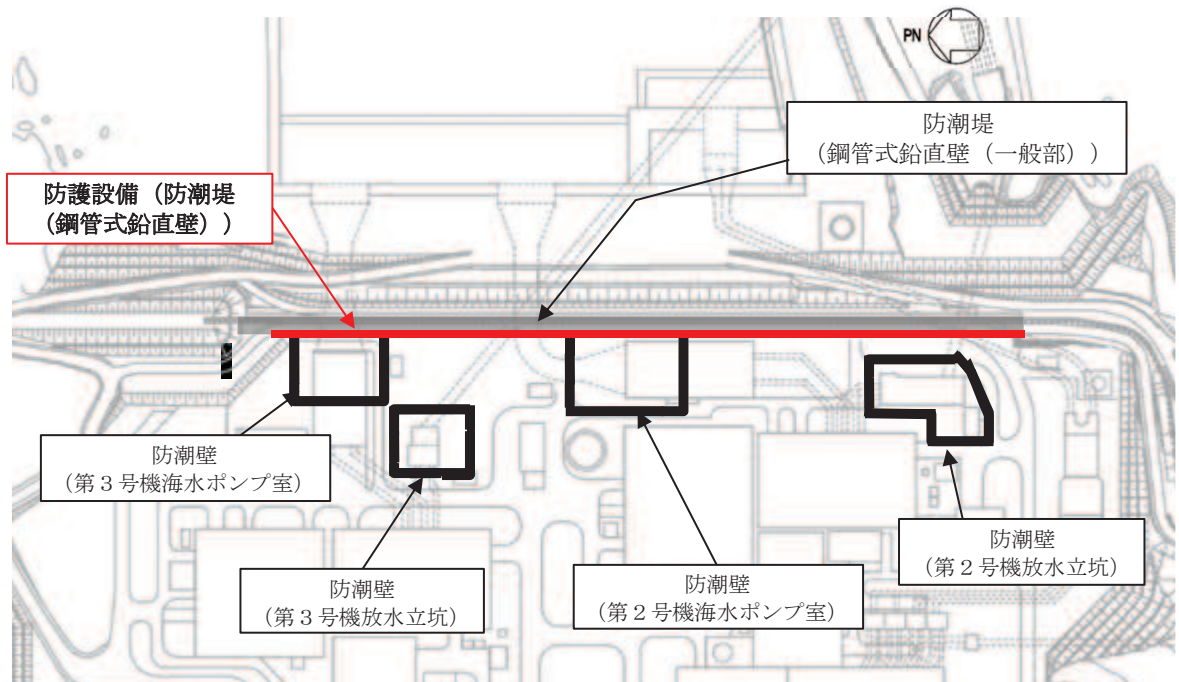 PN
防潮堤
（鋼管式鉛直壁（一般部））
防護設備（防潮堤
（鋼管式鉛直壁））
防潮壁
（第３号機海水ポンプ室）
防潮壁
（第３号機放水立坑）
防潮壁
（第２号機海水ポンプ室）
防潮壁
（第２号機放水立坑）